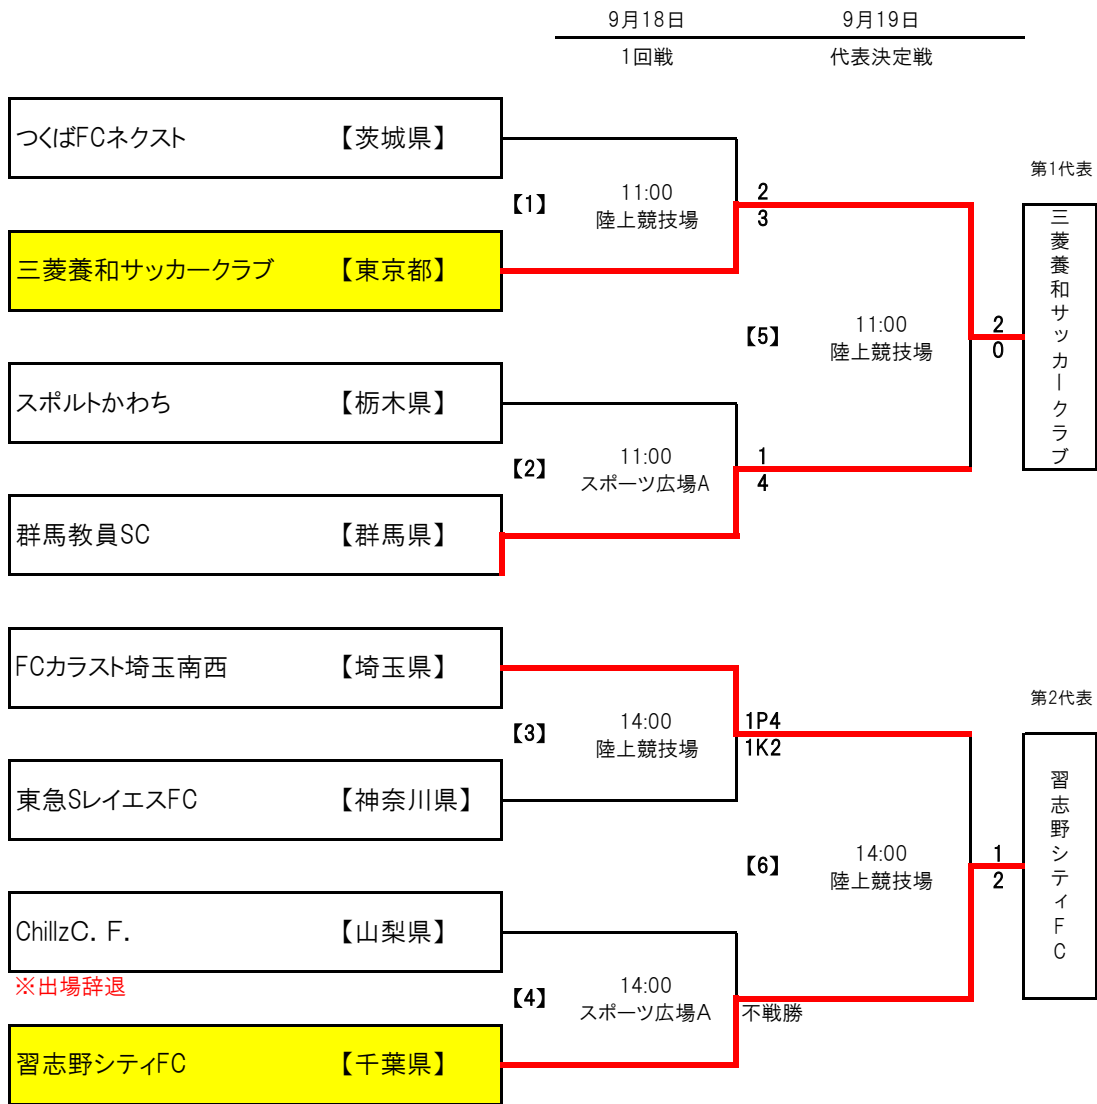 9月18日 9月19日
1回戦 代表決定戦
つくばFCネクスト 【茨城県】
【1】 11:00 2
陸上競技場 3
三菱養和サッカークラブ 【東京都】
第1代表
三菱養和サッカークラブ
【5】 11:00 2
陸上競技場 0
スポルトかわち 【栃木県】
【2】 11:00 1
スポーツ広場A 4
群馬教員SC 【群馬県】
FCカラスト埼玉南西 【埼玉県】
【3】 14:00 1P4
陸上競技場 1K2
東急SレイエスFC 【神奈川県】
第2代表
習志野シティFC
【6】 14:00 1
陸上競技場 2
ChillzC.F. 【山梨県】
※出場辞退
【4】 14:00
スポーツ広場A 不戦勝
習志野シティFC 【千葉県】